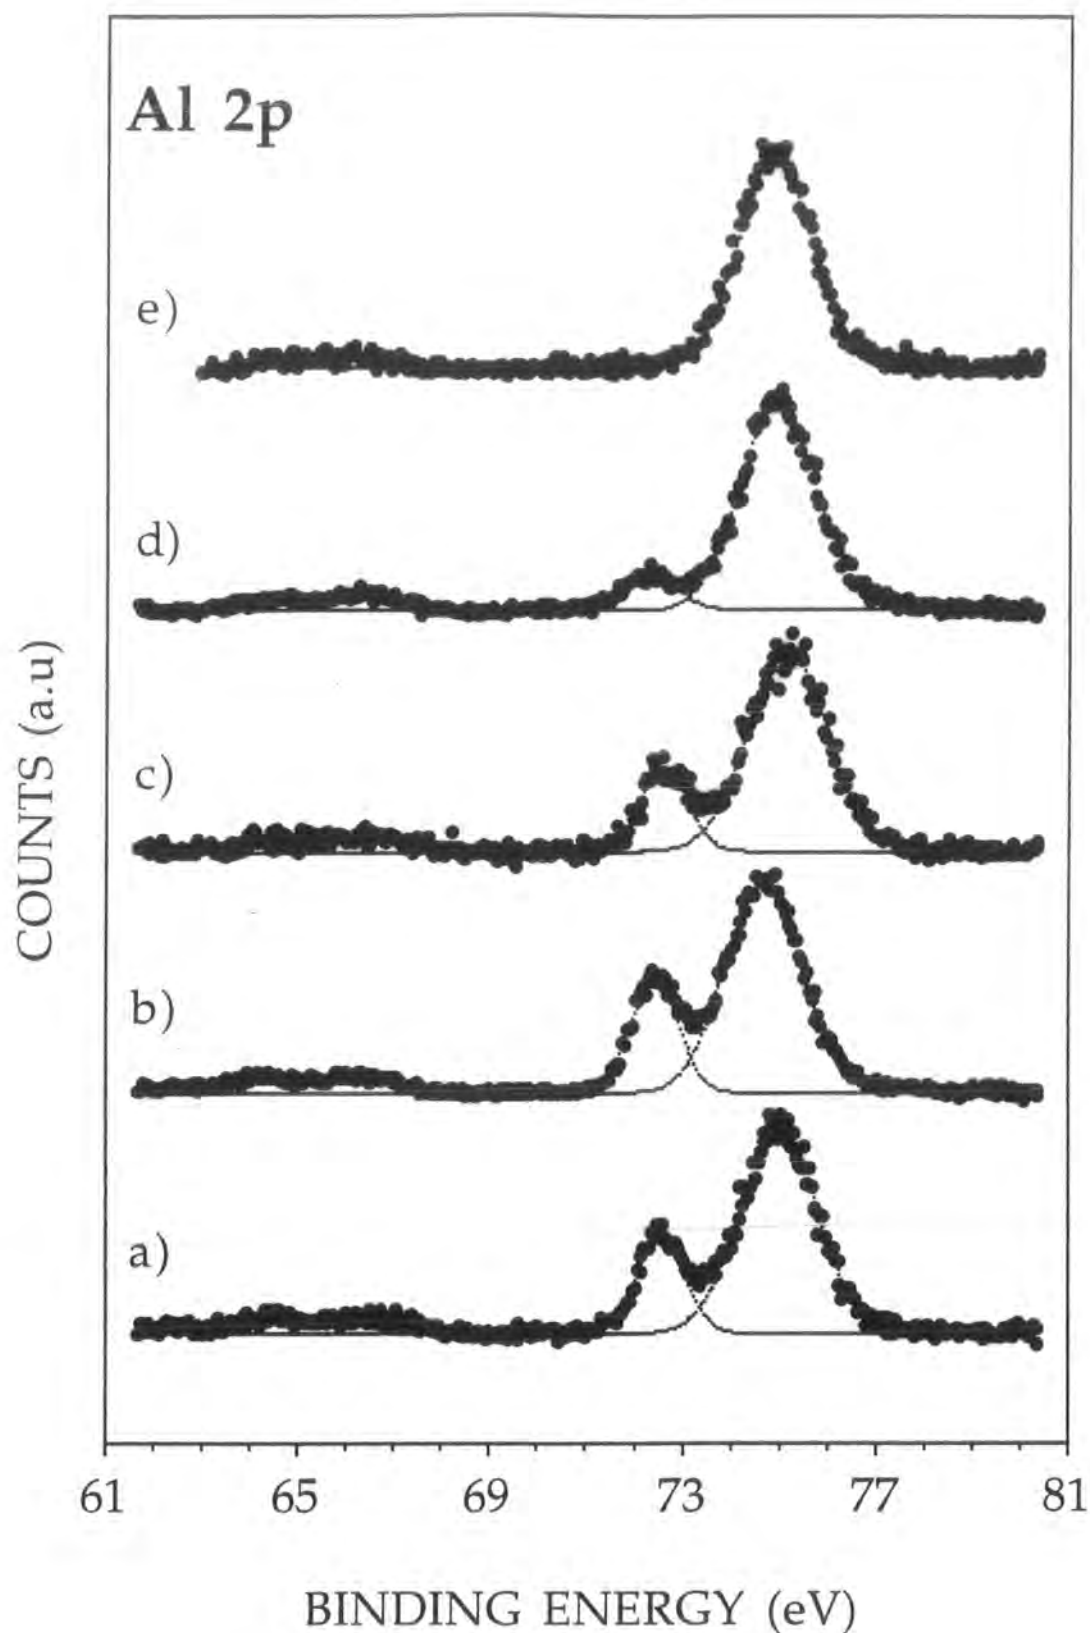 Al 2p
e)
d)
c)
b)
a)
COUNTS (a.u)
61 65 69 73 77 81
BINDING ENERGY (eV)